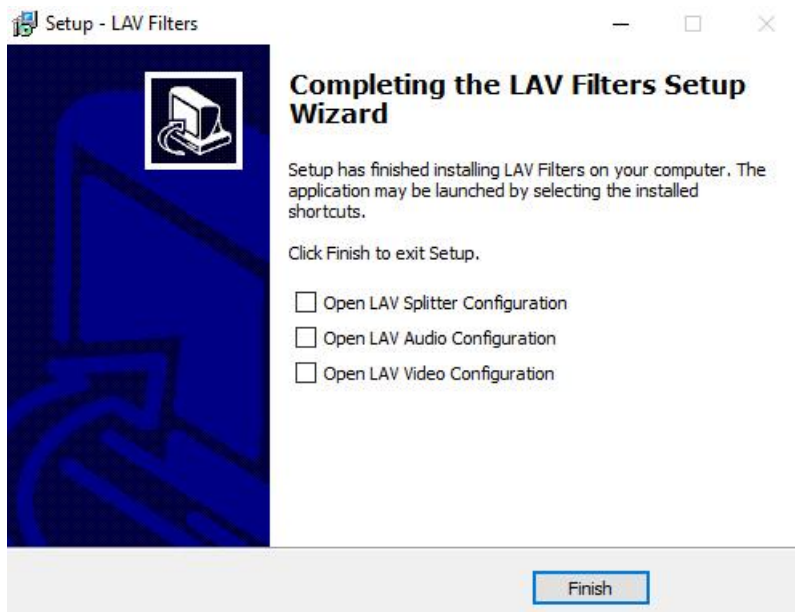 Setup - LAV Filters
Completing the LAV Filters Setup
Wizard
Setup has finished installing LAV Filters on your computer. The
application may be launched by selecting the installed
shortcuts.
Click Finish to exit Setup.
Open LAV Splitter Configuration
Open LAV Audio Configuration
Open LAV Video Configuration
Finish